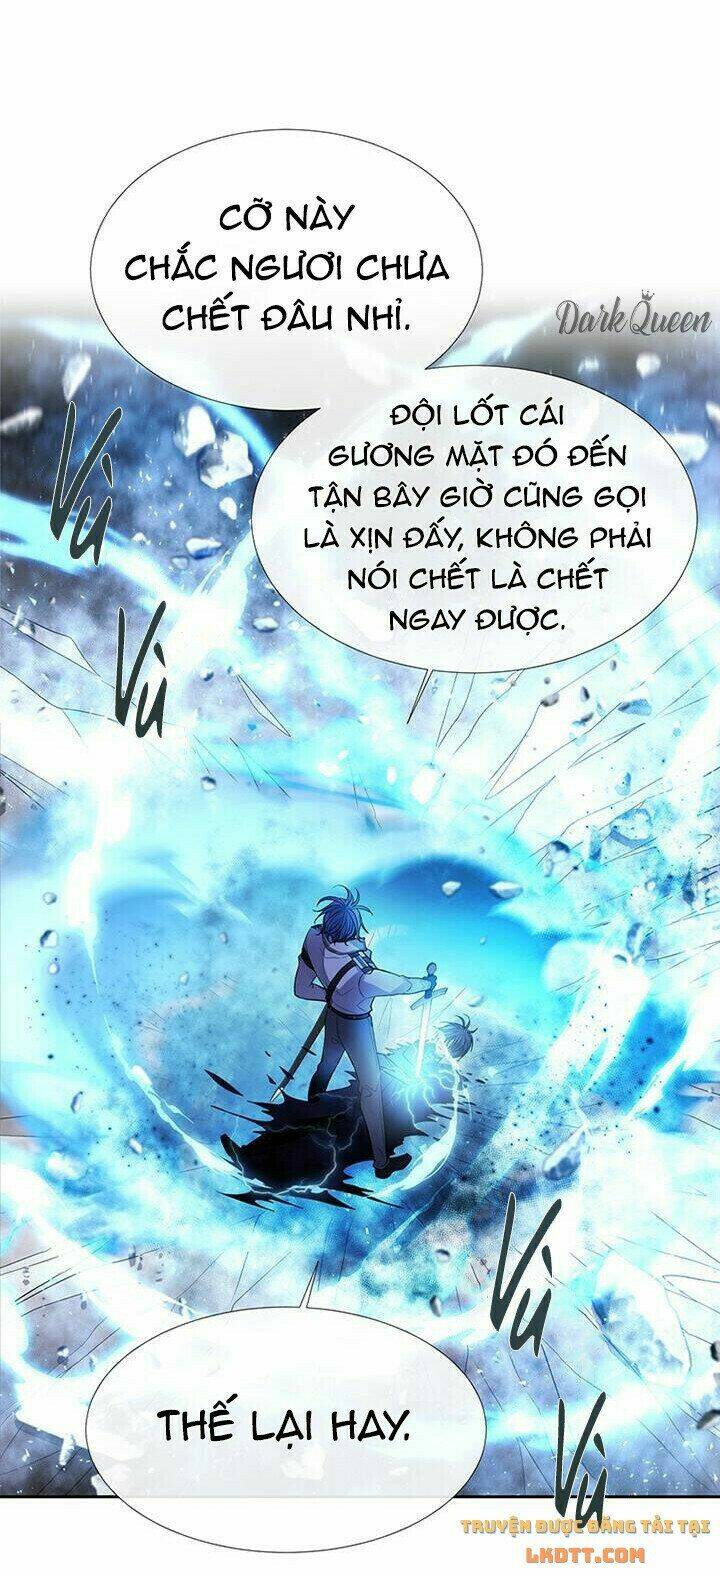 CỠ NÀY
CHẮC NGƯƠI CHƯA
CHẾT ĐÂU NHỈ.
Dark Queen
ĐỘI LỐT CÁI
GƯƠNG MẶT ĐÓ ĐẾN
TẬN BÂY GIỜ CŨNG GỌI
LÀ XỊN ĐẤY, KHÔNG PHẢI
NÓI CHẾT LÀ CHẾT
NGAY ĐƯỢC.
Vù
Vù
Vù
THẾ LẠI HAY.
Vù
TRUYỆN ĐƯỢC ĐĂNG TẢI TẠI
LKDTT.COM